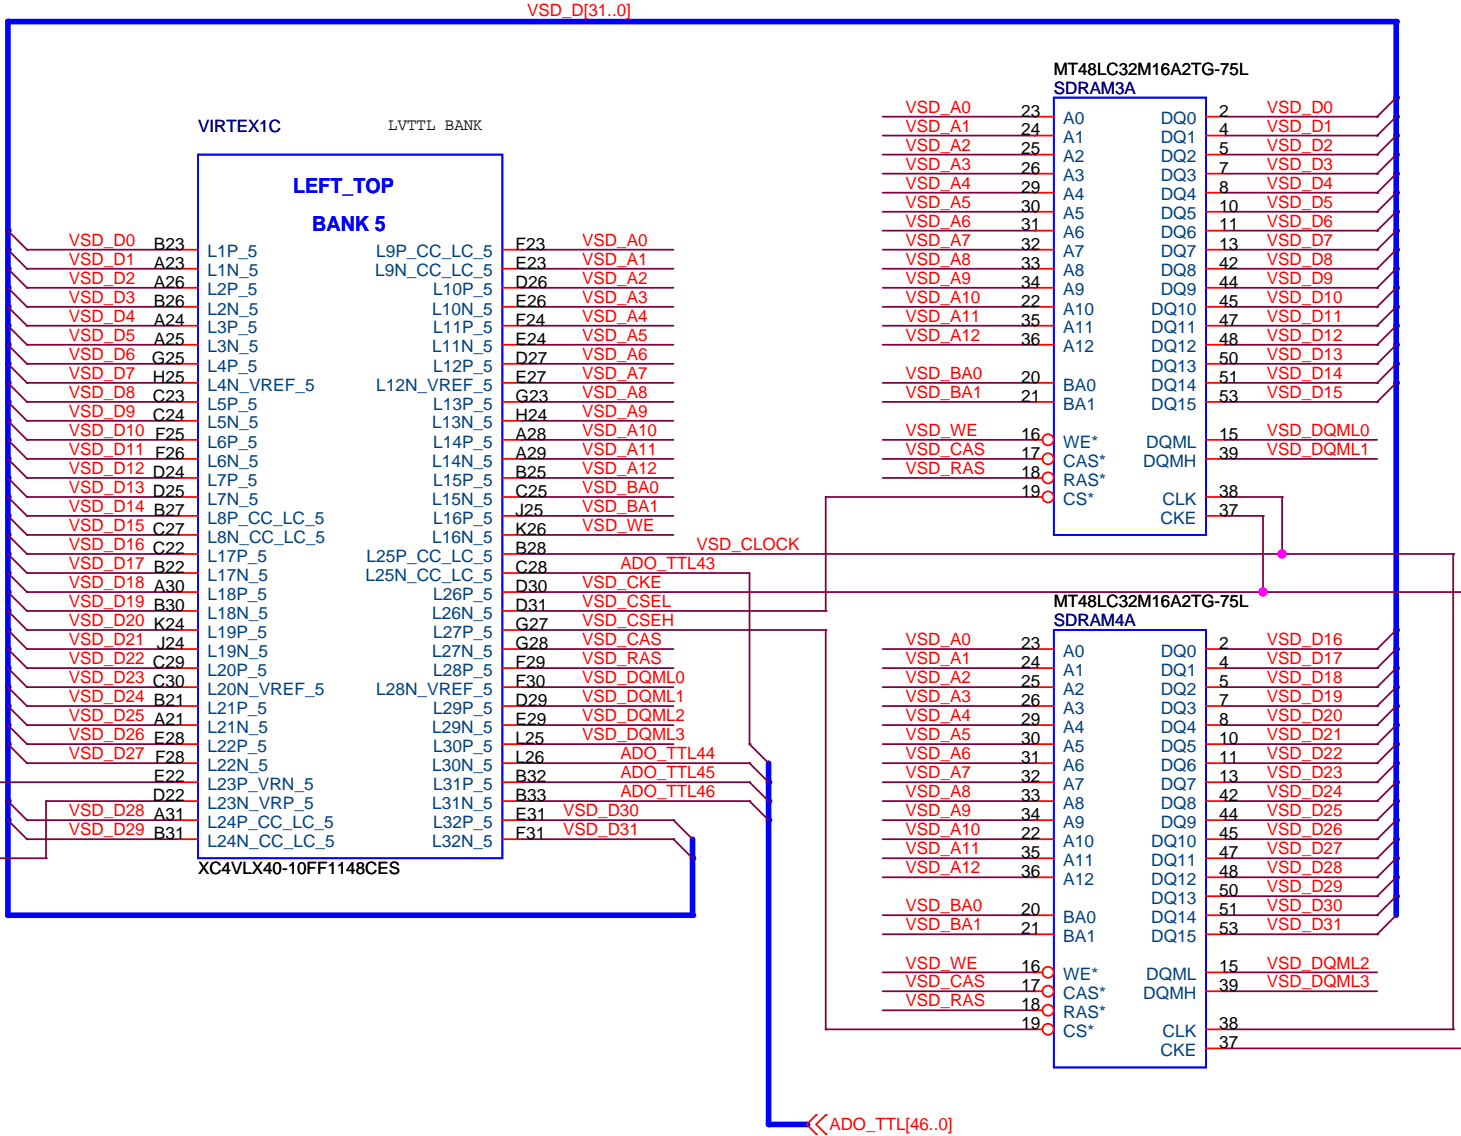 VSD_D[31..0]
VIRTEX1C LVTTL BANK
LEFT_TOP
BANK 5
VSD_D0 B23 L1P_5 L9P_CC_LC_5 F23 VSD_A0
VSD_D1 A23 L1N_5 L9N_CC_LC_5 E23 VSD_A1
VSD_D2 A26 L2P_5 L10P_5 D26 VSD_A2
VSD_D3 B26 L2N_5 L10N_5 E26 VSD_A3
VSD_D4 A24 L3P_5 L11P_5 F24 VSD_A4
VSD_D5 A25 L3N_5 L11N_5 E24 VSD_A5
VSD_D6 G25 L4P_5 L12P_5 D27 VSD_A6
VSD_D7 H25 L4N_VREF_5 L12N_VREF_5 E27 VSD_A7
VSD_D8 C23 L5P_5 L13P_5 G23 VSD_A8
VSD_D9 C24 L5N_5 L13N_5 H24 VSD_A9
VSD_D10 F25 L6P_5 L14P_5 A28 VSD_A10
VSD_D11 F26 L6N_5 L14N_5 A29 VSD_A11
VSD_D12 D24 L7P_5 L15P_5 B25 VSD_A12
VSD_D13 D25 L7N_5 L15N_5 C25 VSD_BA0
VSD_D14 B27 L8P_CC_LC_5 L16P_5 J25 VSD_BA1
VSD_D15 C27 L8N_CC_LC_5 L16N_5 K26 VSD_WE
VSD_D16 C22 L17P_5 L25P_CC_LC_5 B28 VSD_CLOCK
VSD_D17 B22 L17N_5 L25N_CC_LC_5 C28 ADO_TTL43
VSD_D18 A30 L18P_5 L26P_5 D30 VSD_CKE
VSD_D19 B30 L18N_5 L26N_5 D31 VSD_CSEL
VSD_D20 K24 L19P_5 L27P_5 G27 VSD_CSEH
VSD_D21 J24 L19N_5 L27N_5 G28 VSD_CAS
VSD_D22 C29 L20P_5 L28P_5 F29 VSD_RAS
VSD_D23 C30 L20N_VREF_5 L28N_VREF_5 F30 VSD_DQML0
VSD_D24 B21 L21P_5 L29P_5 D29 VSD_DQML1
VSD_D25 A21 L21N_5 L29N_5 E29 VSD_DQML2
VSD_D26 E28 L22P_5 L30P_5 L25 VSD_DQML3
VSD_D27 F28 L22N_5 L30N_5 L26 ADO_TTL44
E22 L23P_VRN_5 L31P_5 B32 ADO_TTL45
D22 L23N_VRP_5 L31N_5 B33 ADO_TTL46
VSD_D28 A31 L24P_CC_LC_5 L32P_5 E31 VSD_D30
VSD_D29 B31 L24N_CC_LC_5 L32N_5 F31 VSD_D31
XC4VLX40-10FF1148CES
MT48LC32M16A2TG-75L
SDRAM3A
VSD_A0 23 A0 DQ0 2 VSD_D0
VSD_A1 24 A1 DQ1 4 VSD_D1
VSD_A2 25 A2 DQ2 5 VSD_D2
VSD_A3 26 A3 DQ3 7 VSD_D3
VSD_A4 29 A4 DQ4 8 VSD_D4
VSD_A5 30 A5 DQ5 10 VSD_D5
VSD_A6 31 A6 DQ6 11 VSD_D6
VSD_A7 32 A7 DQ7 13 VSD_D7
VSD_A8 33 A8 DQ8 42 VSD_D8
VSD_A9 34 A9 DQ9 44 VSD_D9
VSD_A10 22 A10 DQ10 45 VSD_D10
VSD_A11 35 A11 DQ11 47 VSD_D11
VSD_A12 36 A12 DQ12 48 VSD_D12
DQ13 50 VSD_D13
VSD_BA0 20 BA0 DQ14 51 VSD_D14
VSD_BA1 21 BA1 DQ15 53 VSD_D15
VSD_WE 16 WE* DQML 15 VSD_DQML0
VSD_CAS 17 CAS* DQMH 39 VSD_DQML1
VSD_RAS 18 RAS*
19 CS* CLK 38
CKE 37
MT48LC32M16A2TG-75L
SDRAM4A
VSD_A0 23 A0 DQ0 2 VSD_D16
VSD_A1 24 A1 DQ1 4 VSD_D17
VSD_A2 25 A2 DQ2 5 VSD_D18
VSD_A3 26 A3 DQ3 7 VSD_D19
VSD_A4 29 A4 DQ4 8 VSD_D20
VSD_A5 30 A5 DQ5 10 VSD_D21
VSD_A6 31 A6 DQ6 11 VSD_D22
VSD_A7 32 A7 DQ7 13 VSD_D23
VSD_A8 33 A8 DQ8 42 VSD_D24
VSD_A9 34 A9 DQ9 44 VSD_D25
VSD_A10 22 A10 DQ10 45 VSD_D26
VSD_A11 35 A11 DQ11 47 VSD_D27
VSD_A12 36 A12 DQ12 48 VSD_D28
DQ13 50 VSD_D29
VSD_BA0 20 BA0 DQ14 51 VSD_D30
VSD_BA1 21 BA1 DQ15 53 VSD_D31
VSD_WE 16 WE* DQML 15 VSD_DQML2
VSD_CAS 17 CAS* DQMH 39 VSD_DQML3
VSD_RAS 18 RAS*
19 CS* CLK 38
CKE 37
ADO_TTL[46..0]